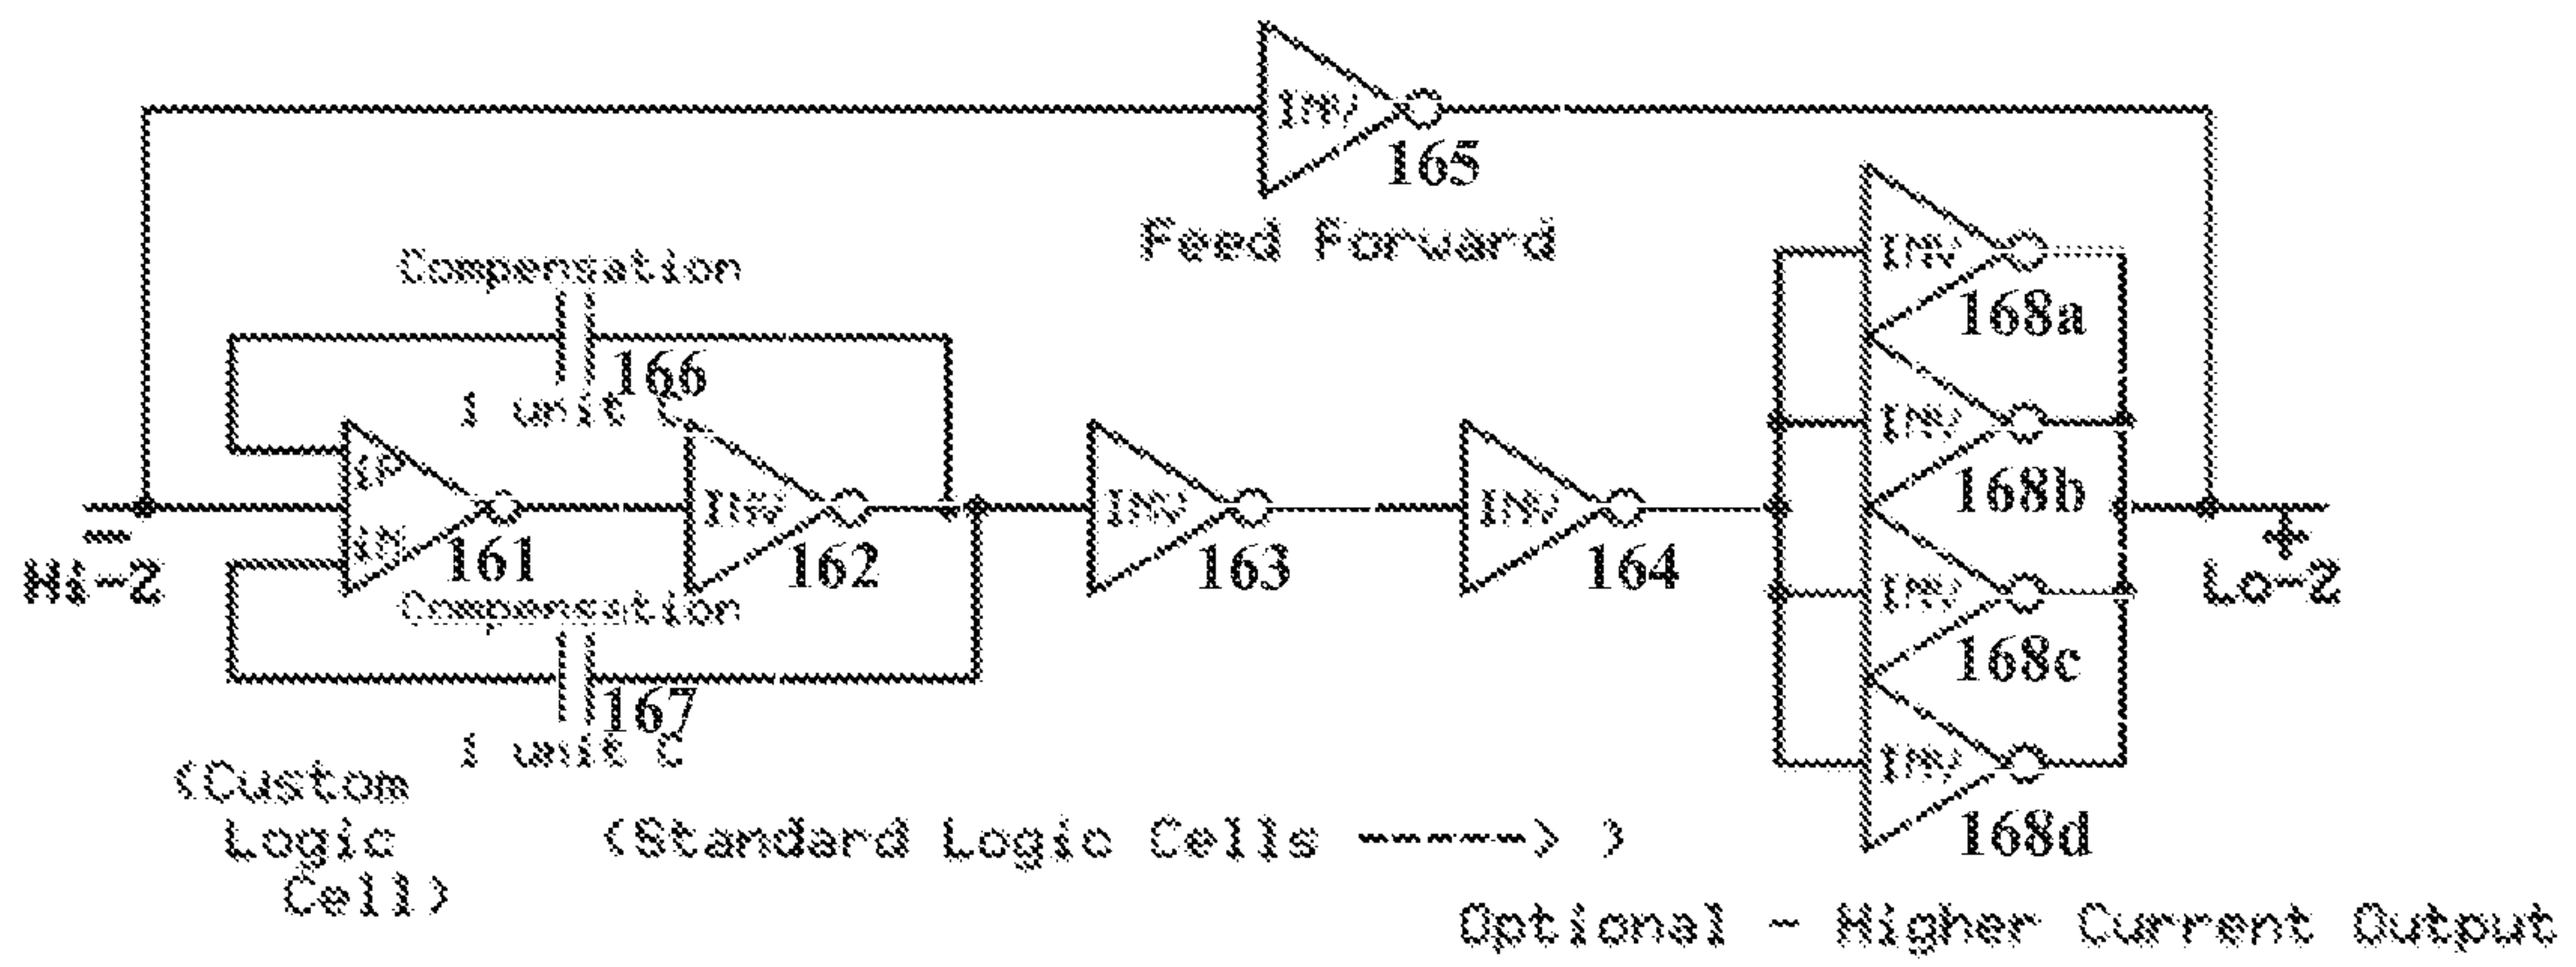 INV
165
Feed Forward
Compensation
166
1 unit C
INV
168a
INV
168b
iP
iN
161
INV
162
INV
163
INV
164
-
Hi-Z
+
Lo-Z
Compensation
167
1 unit C
INV
168c
INV
168d
<Custom
Logic
Cell>
<Standard Logic Cells -----> >
Optional - Higher Current Output